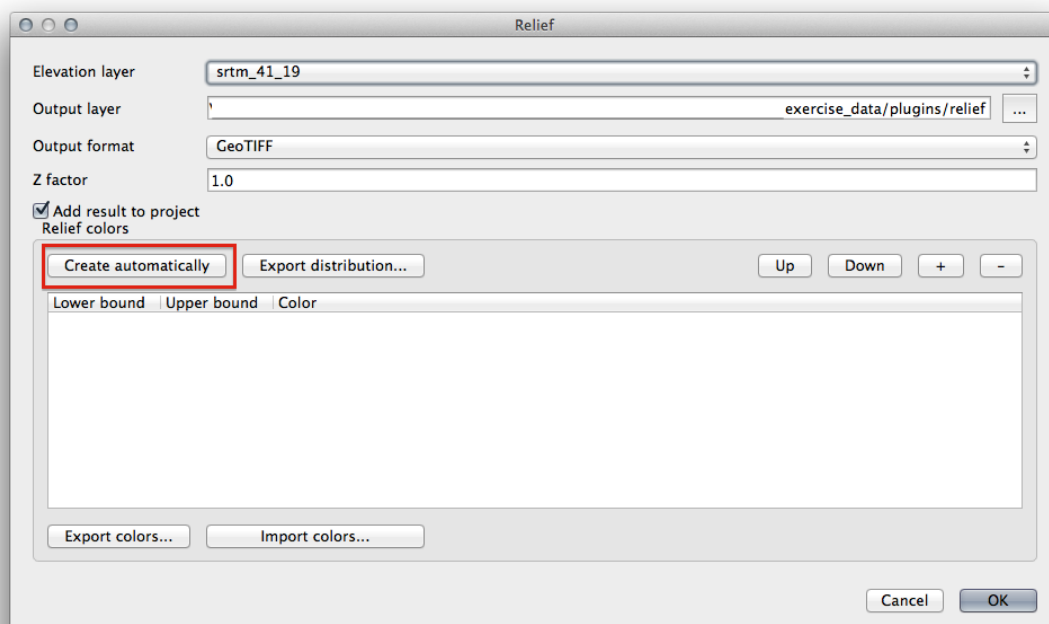 Relief
Elevation layer srtm_41_19
Output layer exercise_data/plugins/relief ...
Output format GeoTIFF
Z factor 1.0
Add result to project
Relief colors
Create automatically Export distribution... Up Down + -
Lower bound Upper bound Color
Export colors... Import colors...
Cancel OK